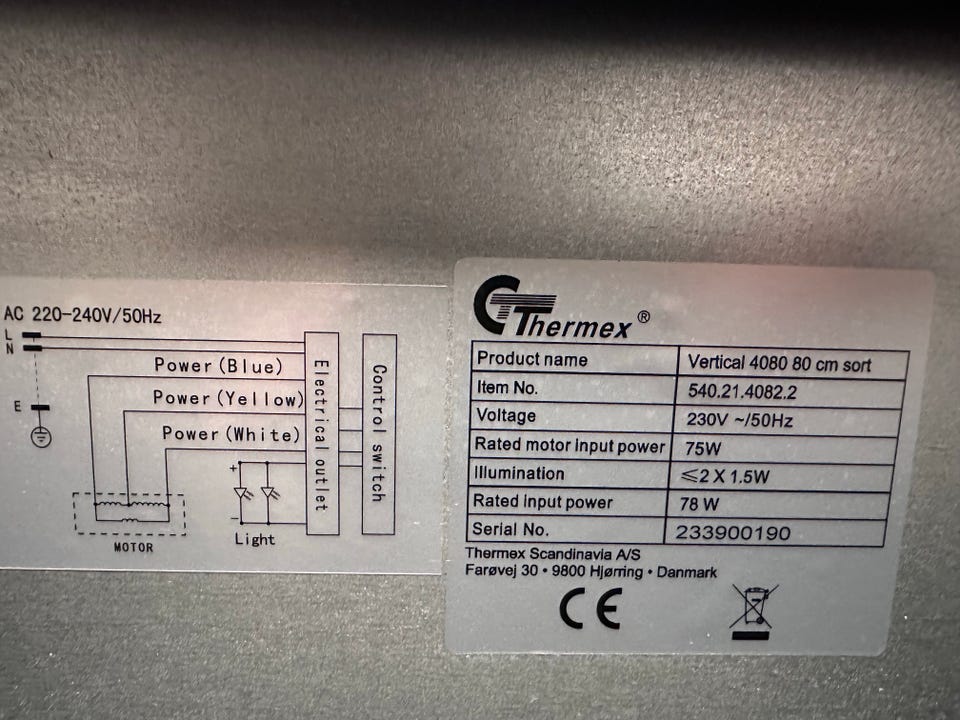 AC 220-240V/50Hz
L
N
Power(Blue)
Power(Yellow)
E
Power(White)
Electrical outlet
Control switch
+
-
Light
MOTOR
Thermex®
Product name Vertical 4080 80 cm sort
Item No. 540.21.4082.2
Voltage 230V ~/50Hz
Rated motor input power 75W
Illumination ≤2 X 1.5W
Rated input power 78 W
Serial No. 233900190
Thermex Scandinavia A/S
Farøvej 30 • 9800 Hjørring • Danmark
CE